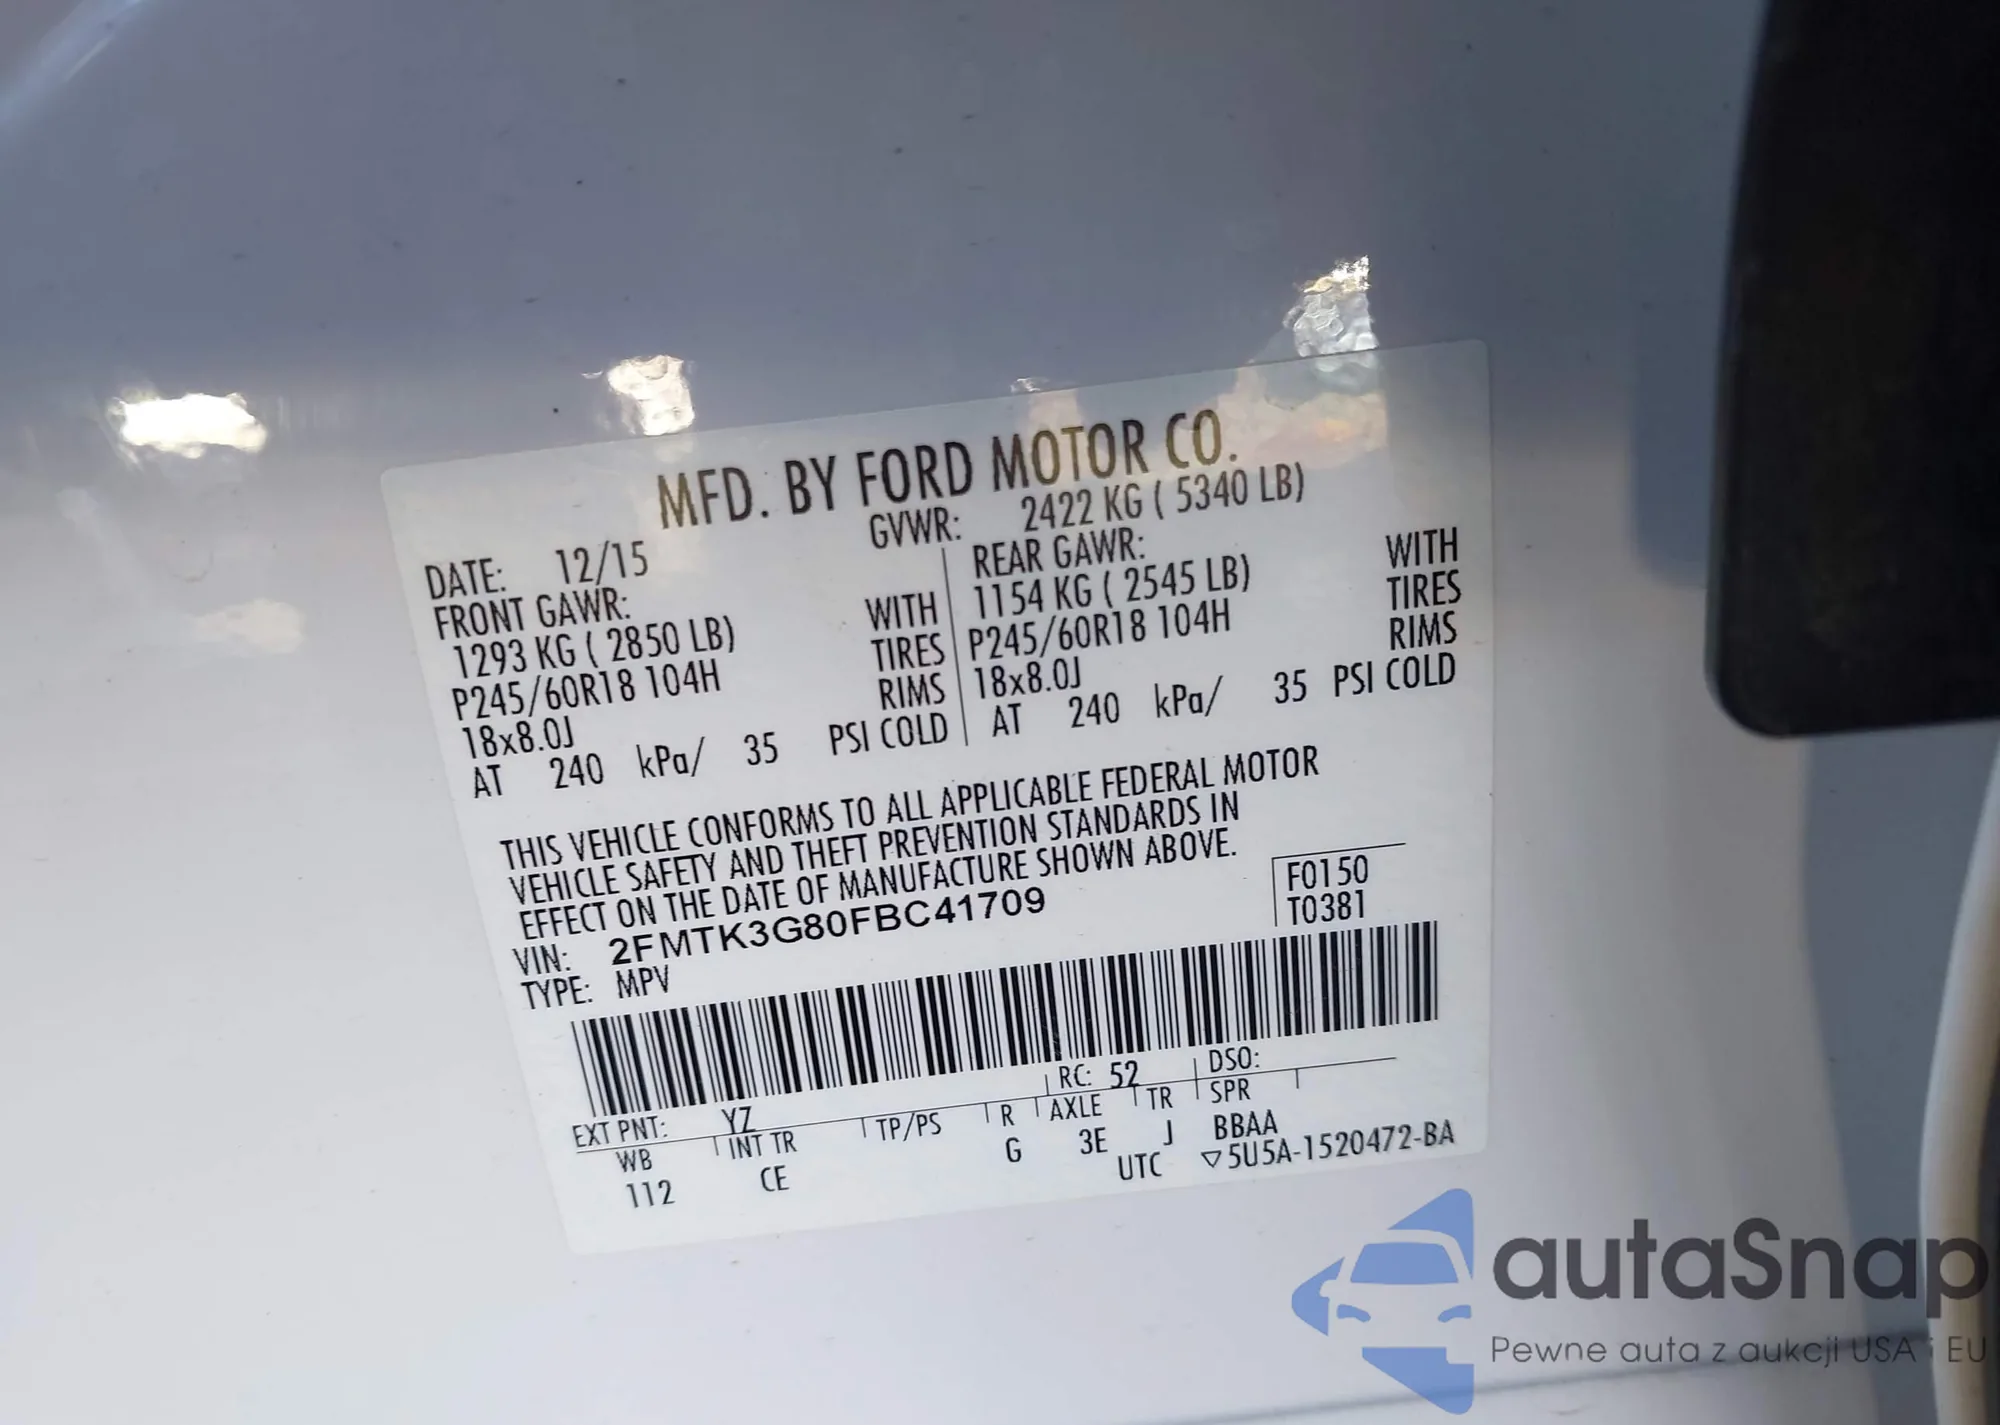 MFD. BY FORD MOTOR CO.
DATE: 12/15 GVWR: 2422 KG ( 5340 LB)
FRONT GAWR: REAR GAWR:
1293 KG ( 2850 LB) WITH 1154 KG ( 2545 LB) WITH
P245/60R18 104H TIRES P245/60R18 104H TIRES
18x8.0J RIMS 18x8.0J RIMS
AT 240 kPa/ 35 PSI COLD AT 240 kPa/ 35 PSI COLD
THIS VEHICLE CONFORMS TO ALL APPLICABLE FEDERAL MOTOR
VEHICLE SAFETY AND THEFT PREVENTION STANDARDS IN
EFFECT ON THE DATE OF MANUFACTURE SHOWN ABOVE.
VIN: 2FMTK3G80FBC41709 F0150
TYPE: MPV T0381
EXT PNT: YZ RC: 52 DSO:
WB INT TR TP/PS R AXLE TR SPR
112 CE G 3E J BBAA
UTC ▽5U5A-1520472-BA
autaSnap
Pewne auta z aukcji USA i EU